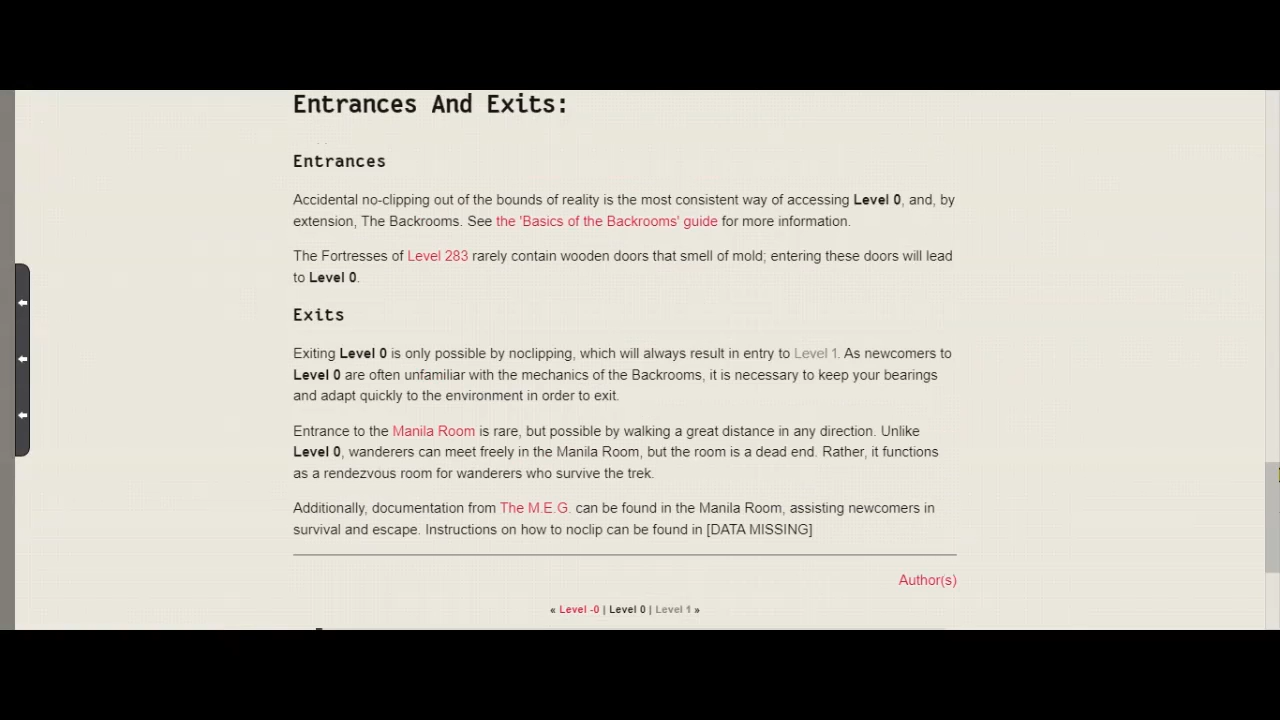 Entrances And Exits:
Entrances
Accidental no-clipping out of the bounds of reality is the most consistent way of accessing Level 0, and, by
extension, The Backrooms. See the 'Basics of the Backrooms' guide for more information.
The Fortresses of Level 283 rarely contain wooden doors that smell of mold; entering these doors will lead
to Level 0.
Exits
Exiting Level 0 is only possible by noclipping, which will always result in entry to Level 1. As newcomers to
Level 0 are often unfamiliar with the mechanics of the Backrooms, it is necessary to keep your bearings
and adapt quickly to the environment in order to exit.
Entrance to the Manila Room is rare, but possible by walking a great distance in any direction. Unlike
Level 0, wanderers can meet freely in the Manila Room, but the room is a dead end. Rather, it functions
as a rendezvous room for wanderers who survive the trek.
Additionally, documentation from The M.E.G. can be found in the Manila Room, assisting newcomers in
survival and escape. Instructions on how to noclip can be found in [DATA MISSING]
Author(s)
« Level -0 | Level 0 | Level 1 »